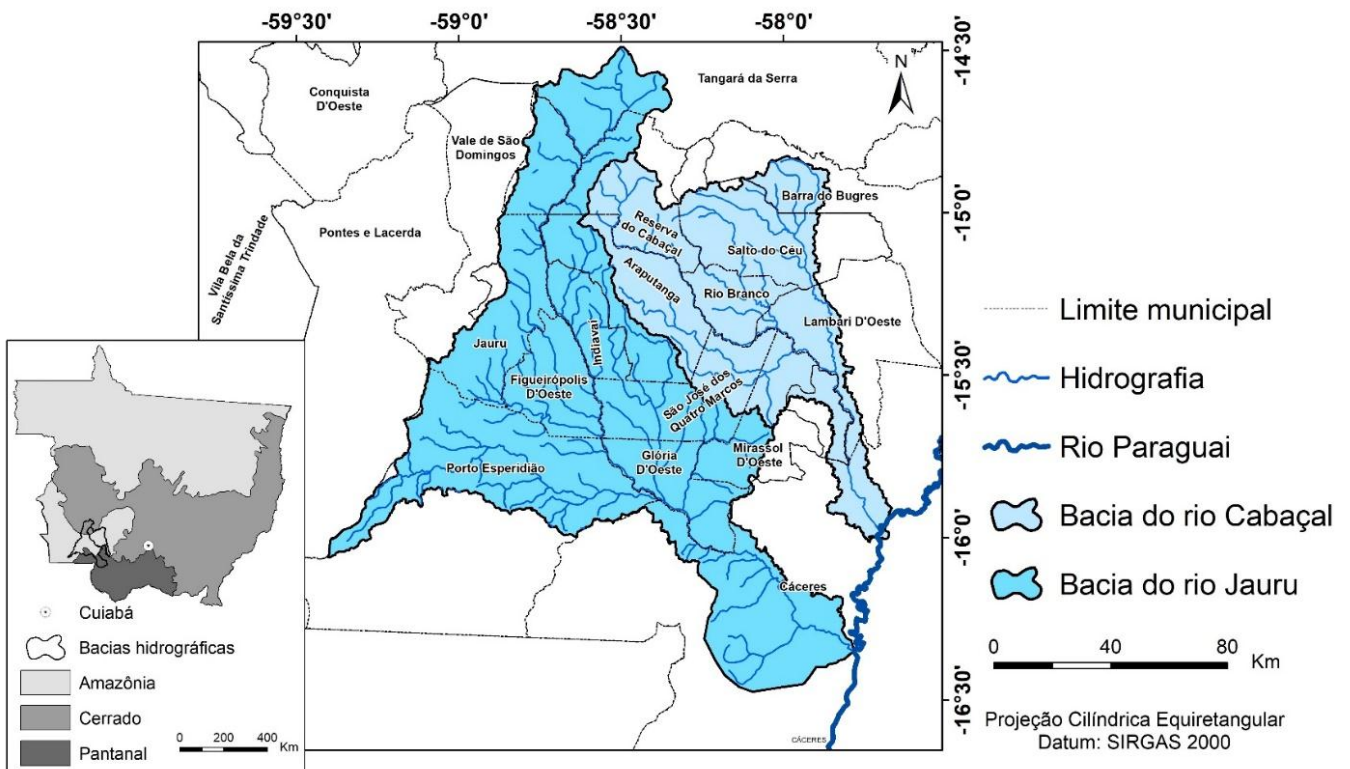 -59°30'
-59°0'
-58°30'
-58°0'
-14°30'
-15°0'
-15°30'
-16°0'
-16°30'
N
Conquista
D'Oeste
Tangará da Serra
Vale de São
Domingos
Barra do Bugres
Vila Bela da
Santíssima Trindade
Pontes e Lacerda
Reserva
do Cabaçal
Salto do Céu
Araputanga
Rio Branco
Lambari D'Oeste
Jauru
Indiavaí
Figueirópolis
D'Oeste
São José dos
Quatro Marcos
Mirassol
D'Oeste
Glória
D'Oeste
Porto Esperidião
Cáceres
CÁCERES
Cuiabá
Bacias hidrográficas
Amazônia
Cerrado
Pantanal
0 200 400
Km
Limite municipal
Hidrografia
Rio Paraguai
Bacia do rio Cabaçal
Bacia do rio Jauru
0 40 80
Km
Projeção Cilíndrica Equiretangular
Datum: SIRGAS 2000